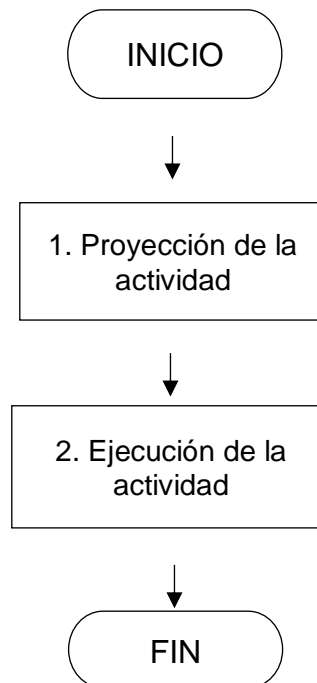 INICIO
1. Proyección de la
actividad
2. Ejecución de la
actividad
FIN